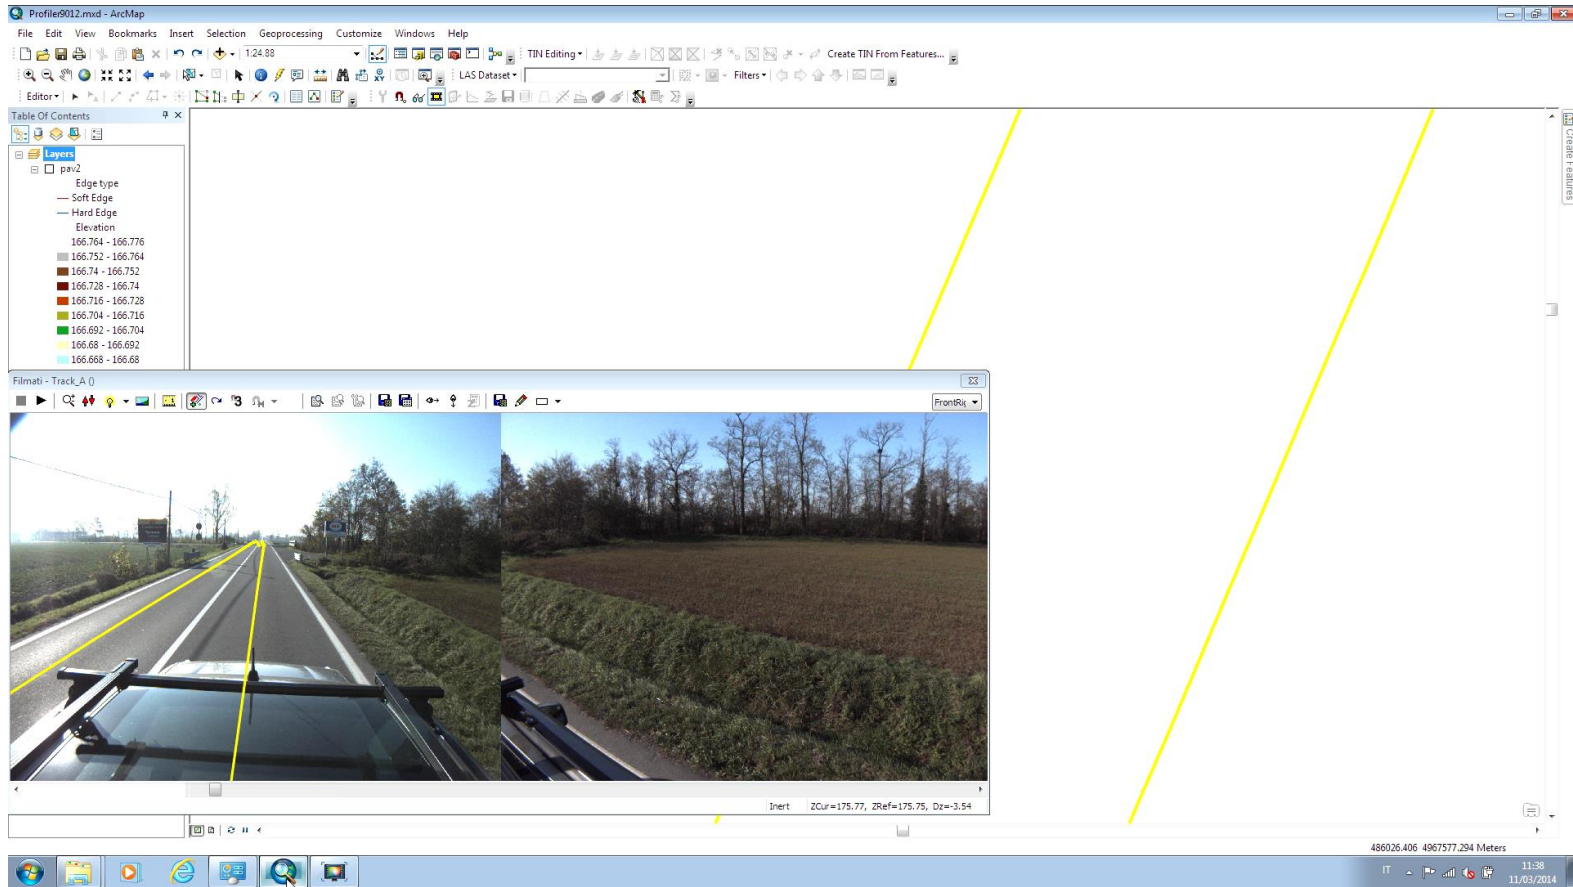 Profiler9012.mxd - ArcMap
File Edit View Bookmarks Insert Selection Geoprocessing Customize Windows Help
1:24.88
TIN Editing
Create TIN From Features...
LAS Dataset
Filters
Editor
Table Of Contents
Create Features
Layers
pav2
Edge type
Soft Edge
Hard Edge
Elevation
166.764 - 166.776
166.752 - 166.764
166.74 - 166.752
166.728 - 166.74
166.716 - 166.728
166.704 - 166.716
166.692 - 166.704
166.68 - 166.692
166.668 - 166.68
Filmati - Track_A ()
FrontRi
Inert ZCur=175.77, ZRef=175.75, Dz=-3.54
486026.406 4967577.294 Meters
IT
11:38
11/03/2014